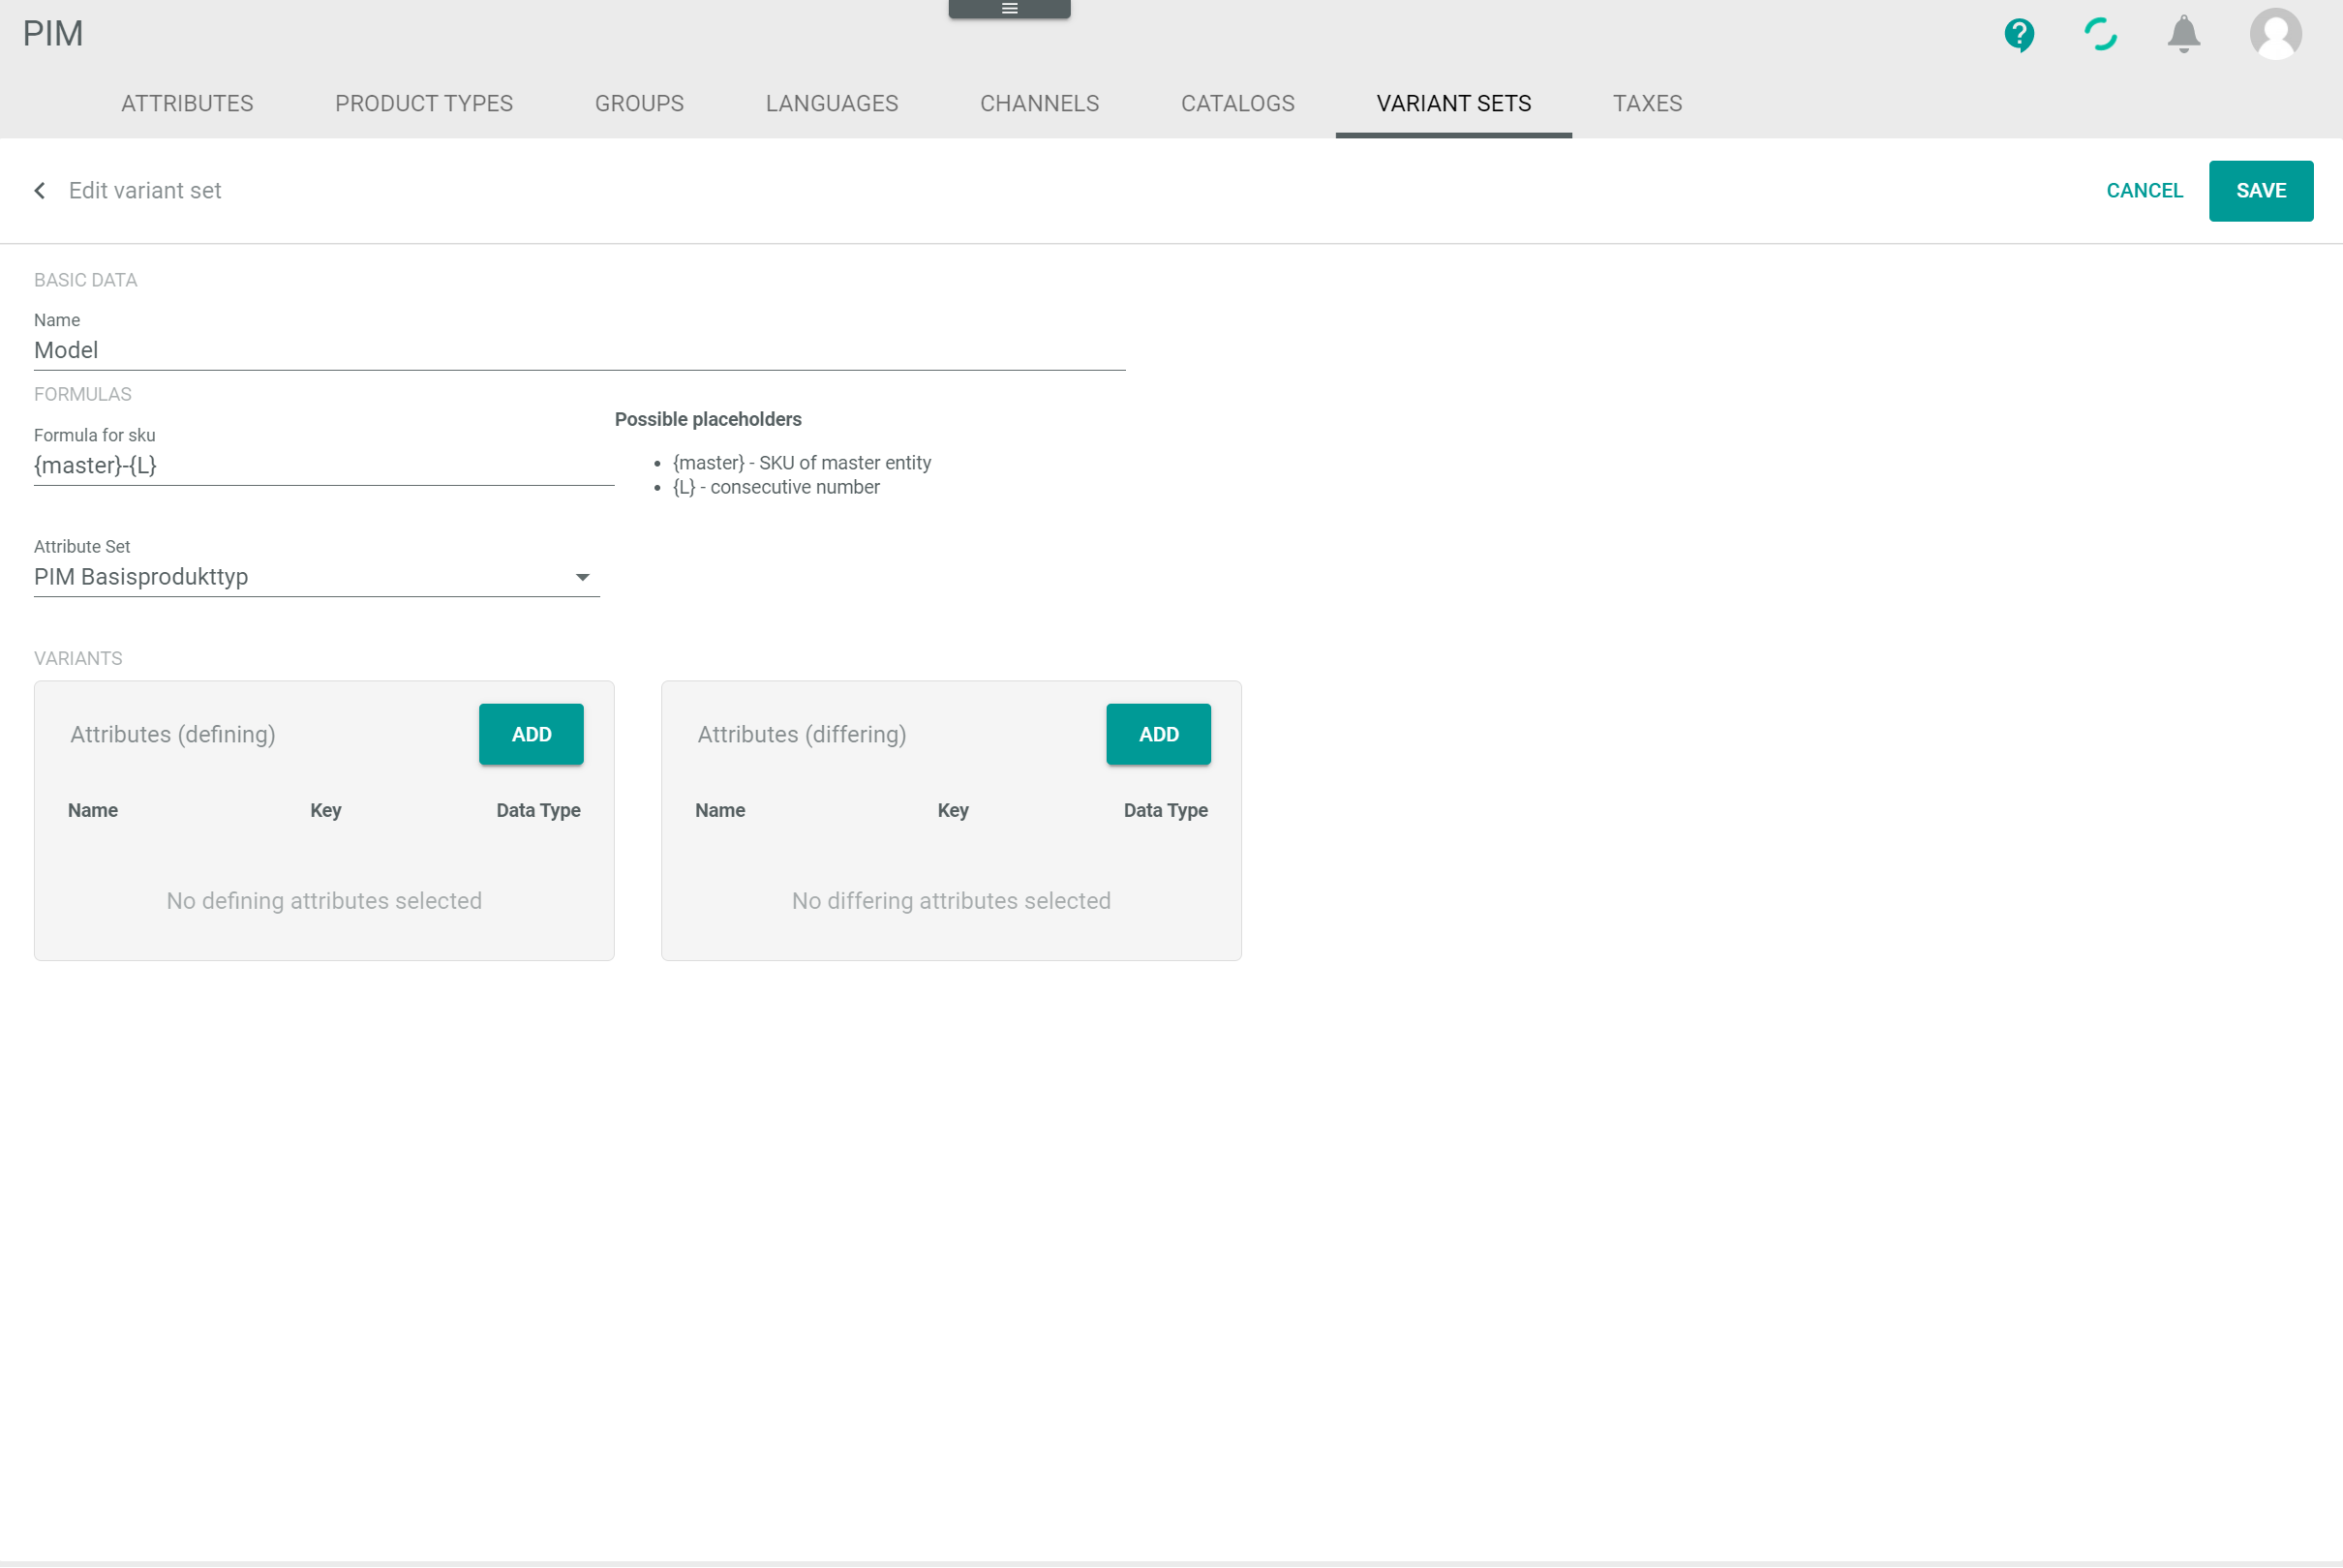 PIM
ATTRIBUTES PRODUCT TYPES GROUPS LANGUAGES CHANNELS CATALOGS VARIANT SETS TAXES
Edit variant set CANCEL SAVE
BASIC DATA
Name
Model
FORMULAS
Formula for sku
{master}-{L}
Possible placeholders
{master} - SKU of master entity
{L} - consecutive number
Attribute Set
PIM Basisprodukttyp
VARIANTS
Attributes (defining) ADD
Name Key Data Type
No defining attributes selected
Attributes (differing) ADD
Name Key Data Type
No differing attributes selected